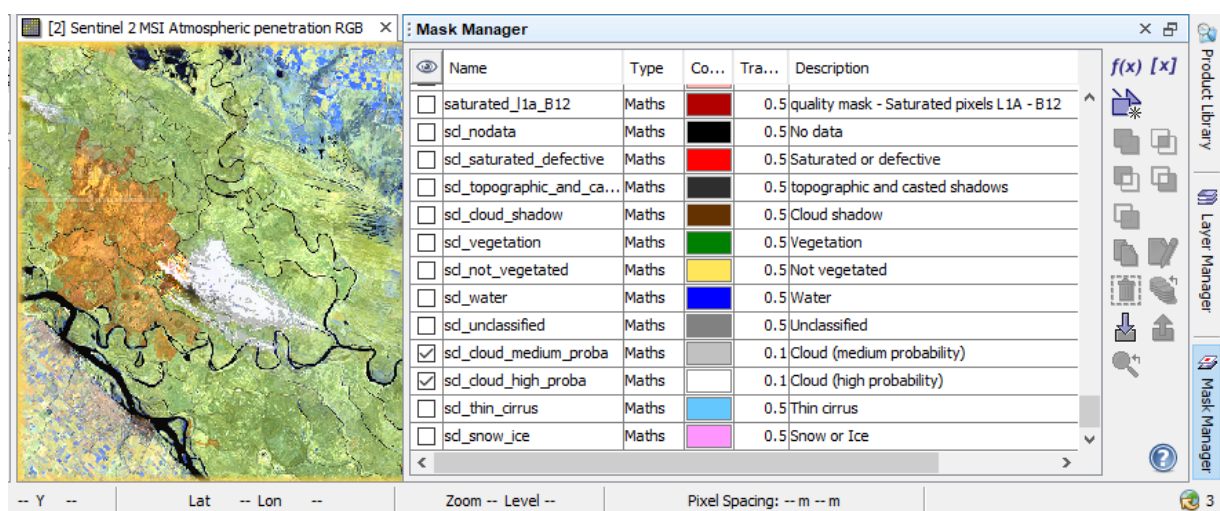 [2] Sentinel 2 MSI Atmospheric penetration RGB
Mask Manager
Name Type Co... Tra... Description
saturated_l1a_B12 Maths 0.5 quality mask - Saturated pixels L1A - B12
scl_nodata Maths 0.5 No data
scl_saturated_defective Maths 0.5 Saturated or defective
scl_topographic_and_ca... Maths 0.5 topographic and casted shadows
scl_cloud_shadow Maths 0.5 Cloud shadow
scl_vegetation Maths 0.5 Vegetation
scl_not_vegetated Maths 0.5 Not vegetated
scl_water Maths 0.5 Water
scl_unclassified Maths 0.5 Unclassified
scl_cloud_medium_proba Maths 0.1 Cloud (medium probability)
scl_cloud_high_proba Maths 0.1 Cloud (high probability)
scl_thin_cirrus Maths 0.5 Thin cirrus
scl_snow_ice Maths 0.5 Snow or Ice
f(x) [x]
Product Library
Layer Manager
Mask Manager
-- Y -- Lat -- Lon -- Zoom -- Level -- Pixel Spacing: -- m -- m 3